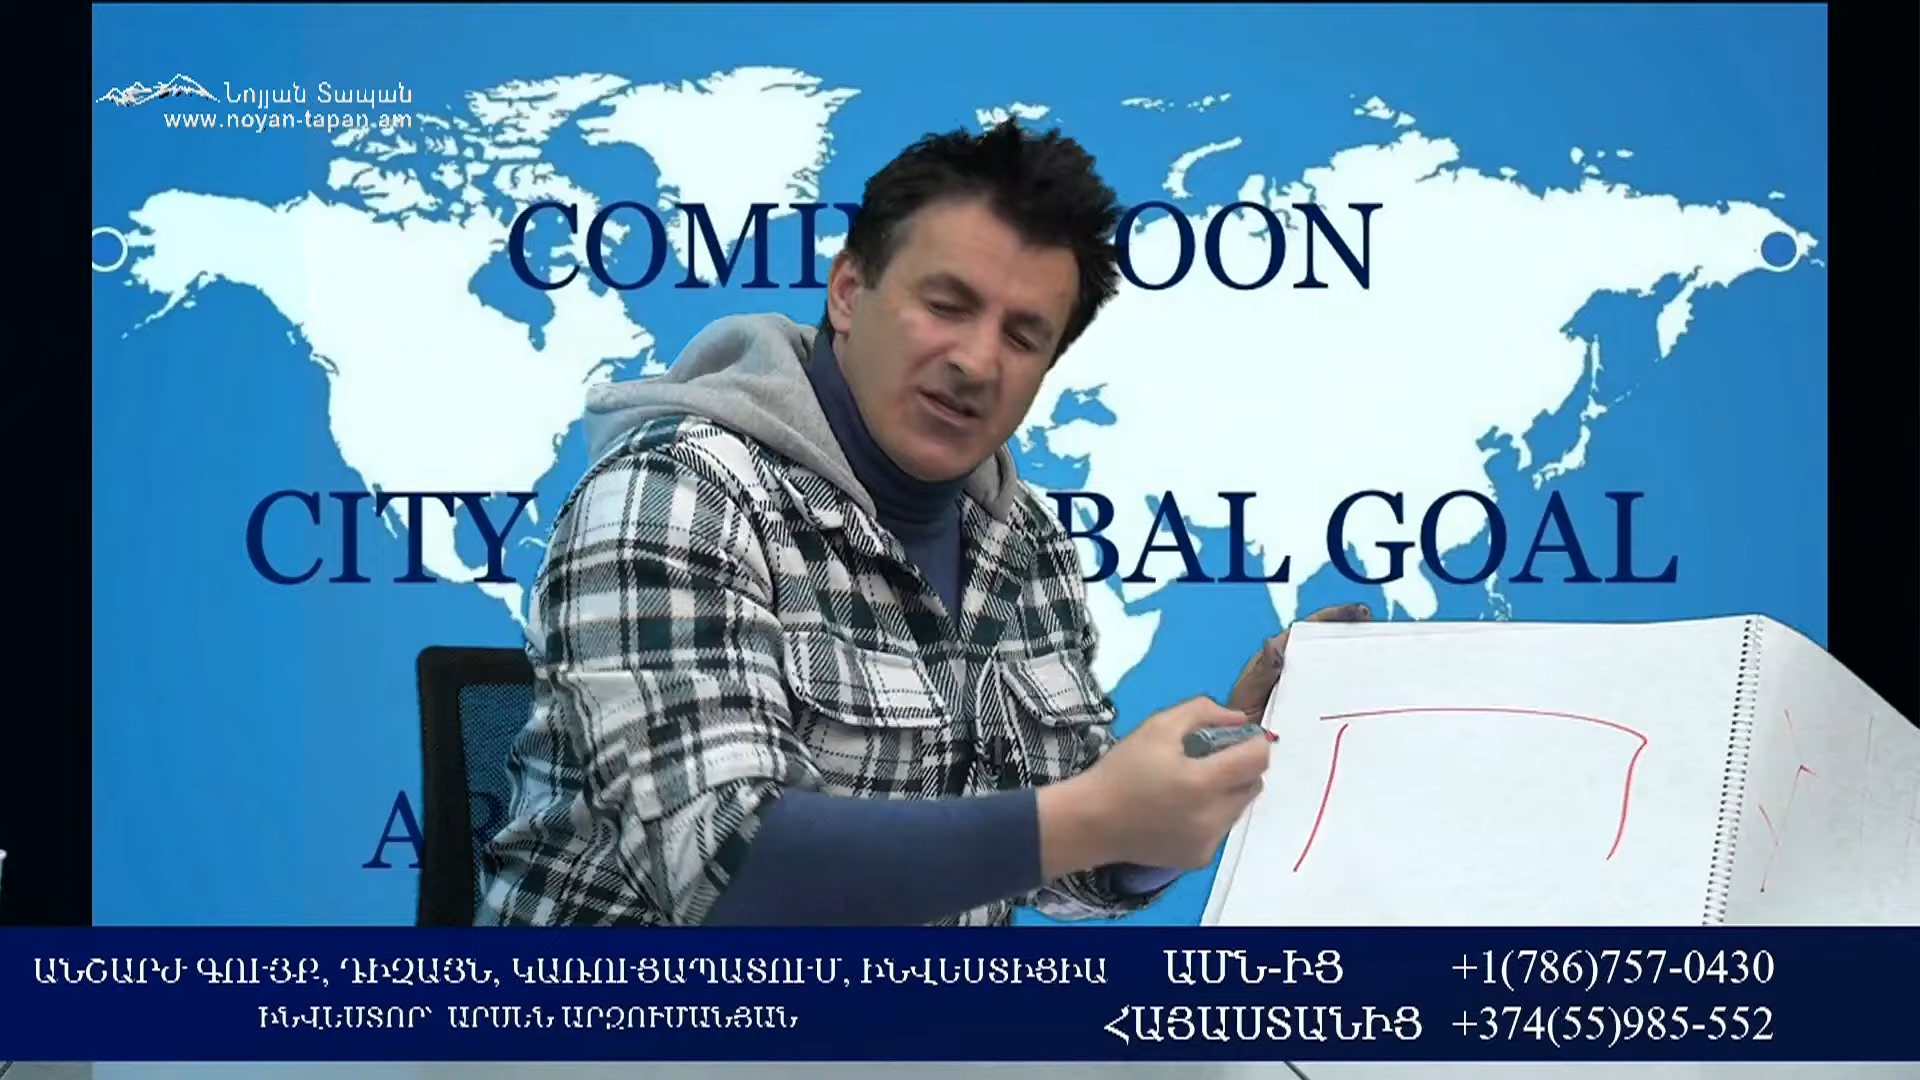 Նոյյան Տապան
www.noyan-tapan.am
COMI OON
CITY BAL GOAL
ԱՆՇԱՐԺ ԳՈՒՅՔ, ԴԻԶԱՅՆ, ԿԱՌՈՒՑԱՊԱՏՈՒՄ, ԻՆՎԵՍՏԻՑԻԱ
ԻՆՎԵՍՏՈՐ՝ ԱՐՍԵՆ ԱՐԶՈՒՄԱՆՅԱՆ
ԱՄՆ-ԻՑ +1(786)757-0430
ՀԱՅԱՍՏԱՆԻՑ +374(55)985-552